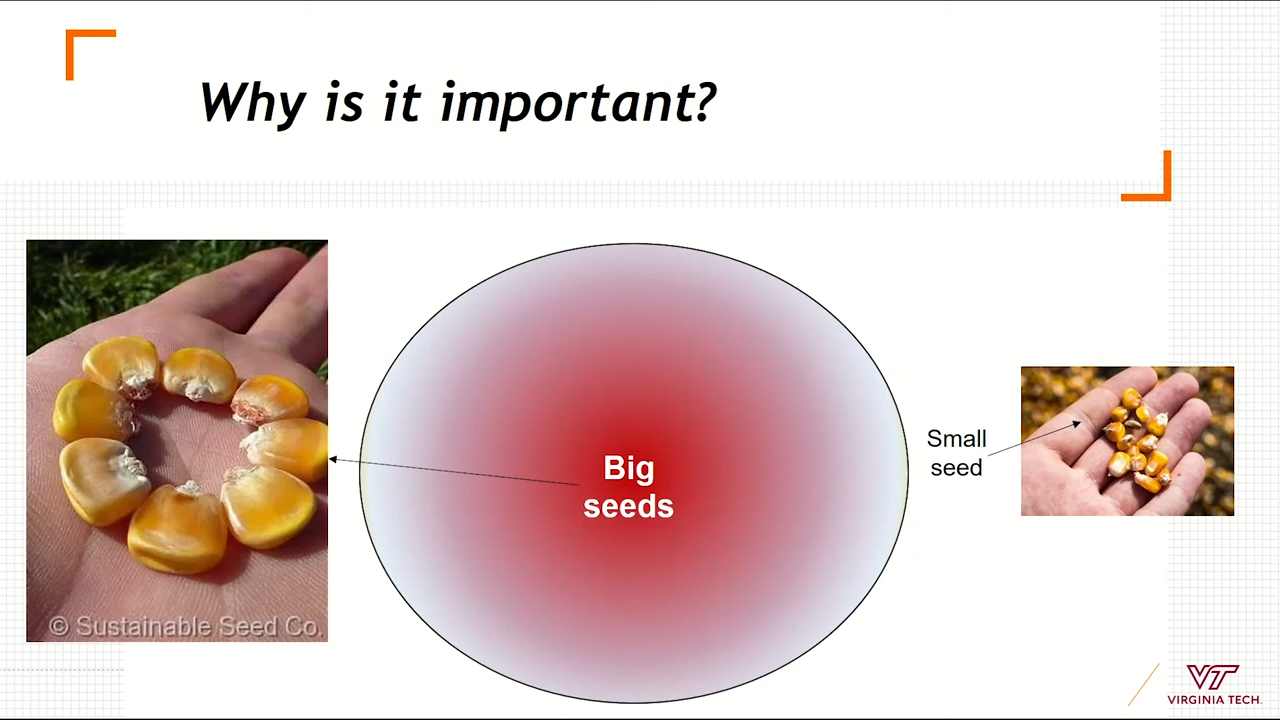 Why is it important?
Big
seeds
Small
seed
© Sustainable Seed Co.
VT
VIRGINIA TECH.